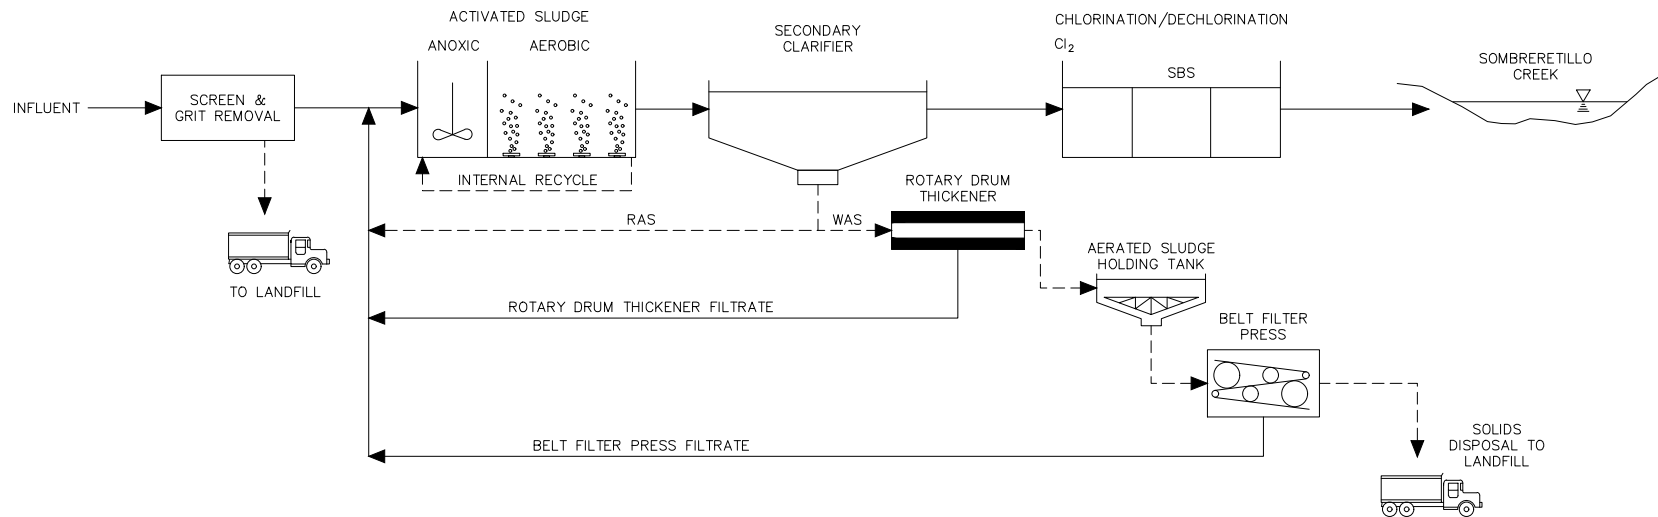 ACTIVATED SLUDGE
ANOXIC
AEROBIC
SECONDARY
CLARIFIER
CHLORINATION/DECHLORINATION
Cl₂
SBS
SOMBRERETILLO
CREEK
INFLUENT
SCREEN &
GRIT REMOVAL
INTERNAL RECYCLE
ROTARY DRUM
THICKENER
RAS
WAS
TO LANDFILL
AERATED SLUDGE
HOLDING TANK
ROTARY DRUM THICKENER FILTRATE
BELT FILTER
PRESS
BELT FILTER PRESS FILTRATE
SOLIDS
DISPOSAL TO
LANDFILL